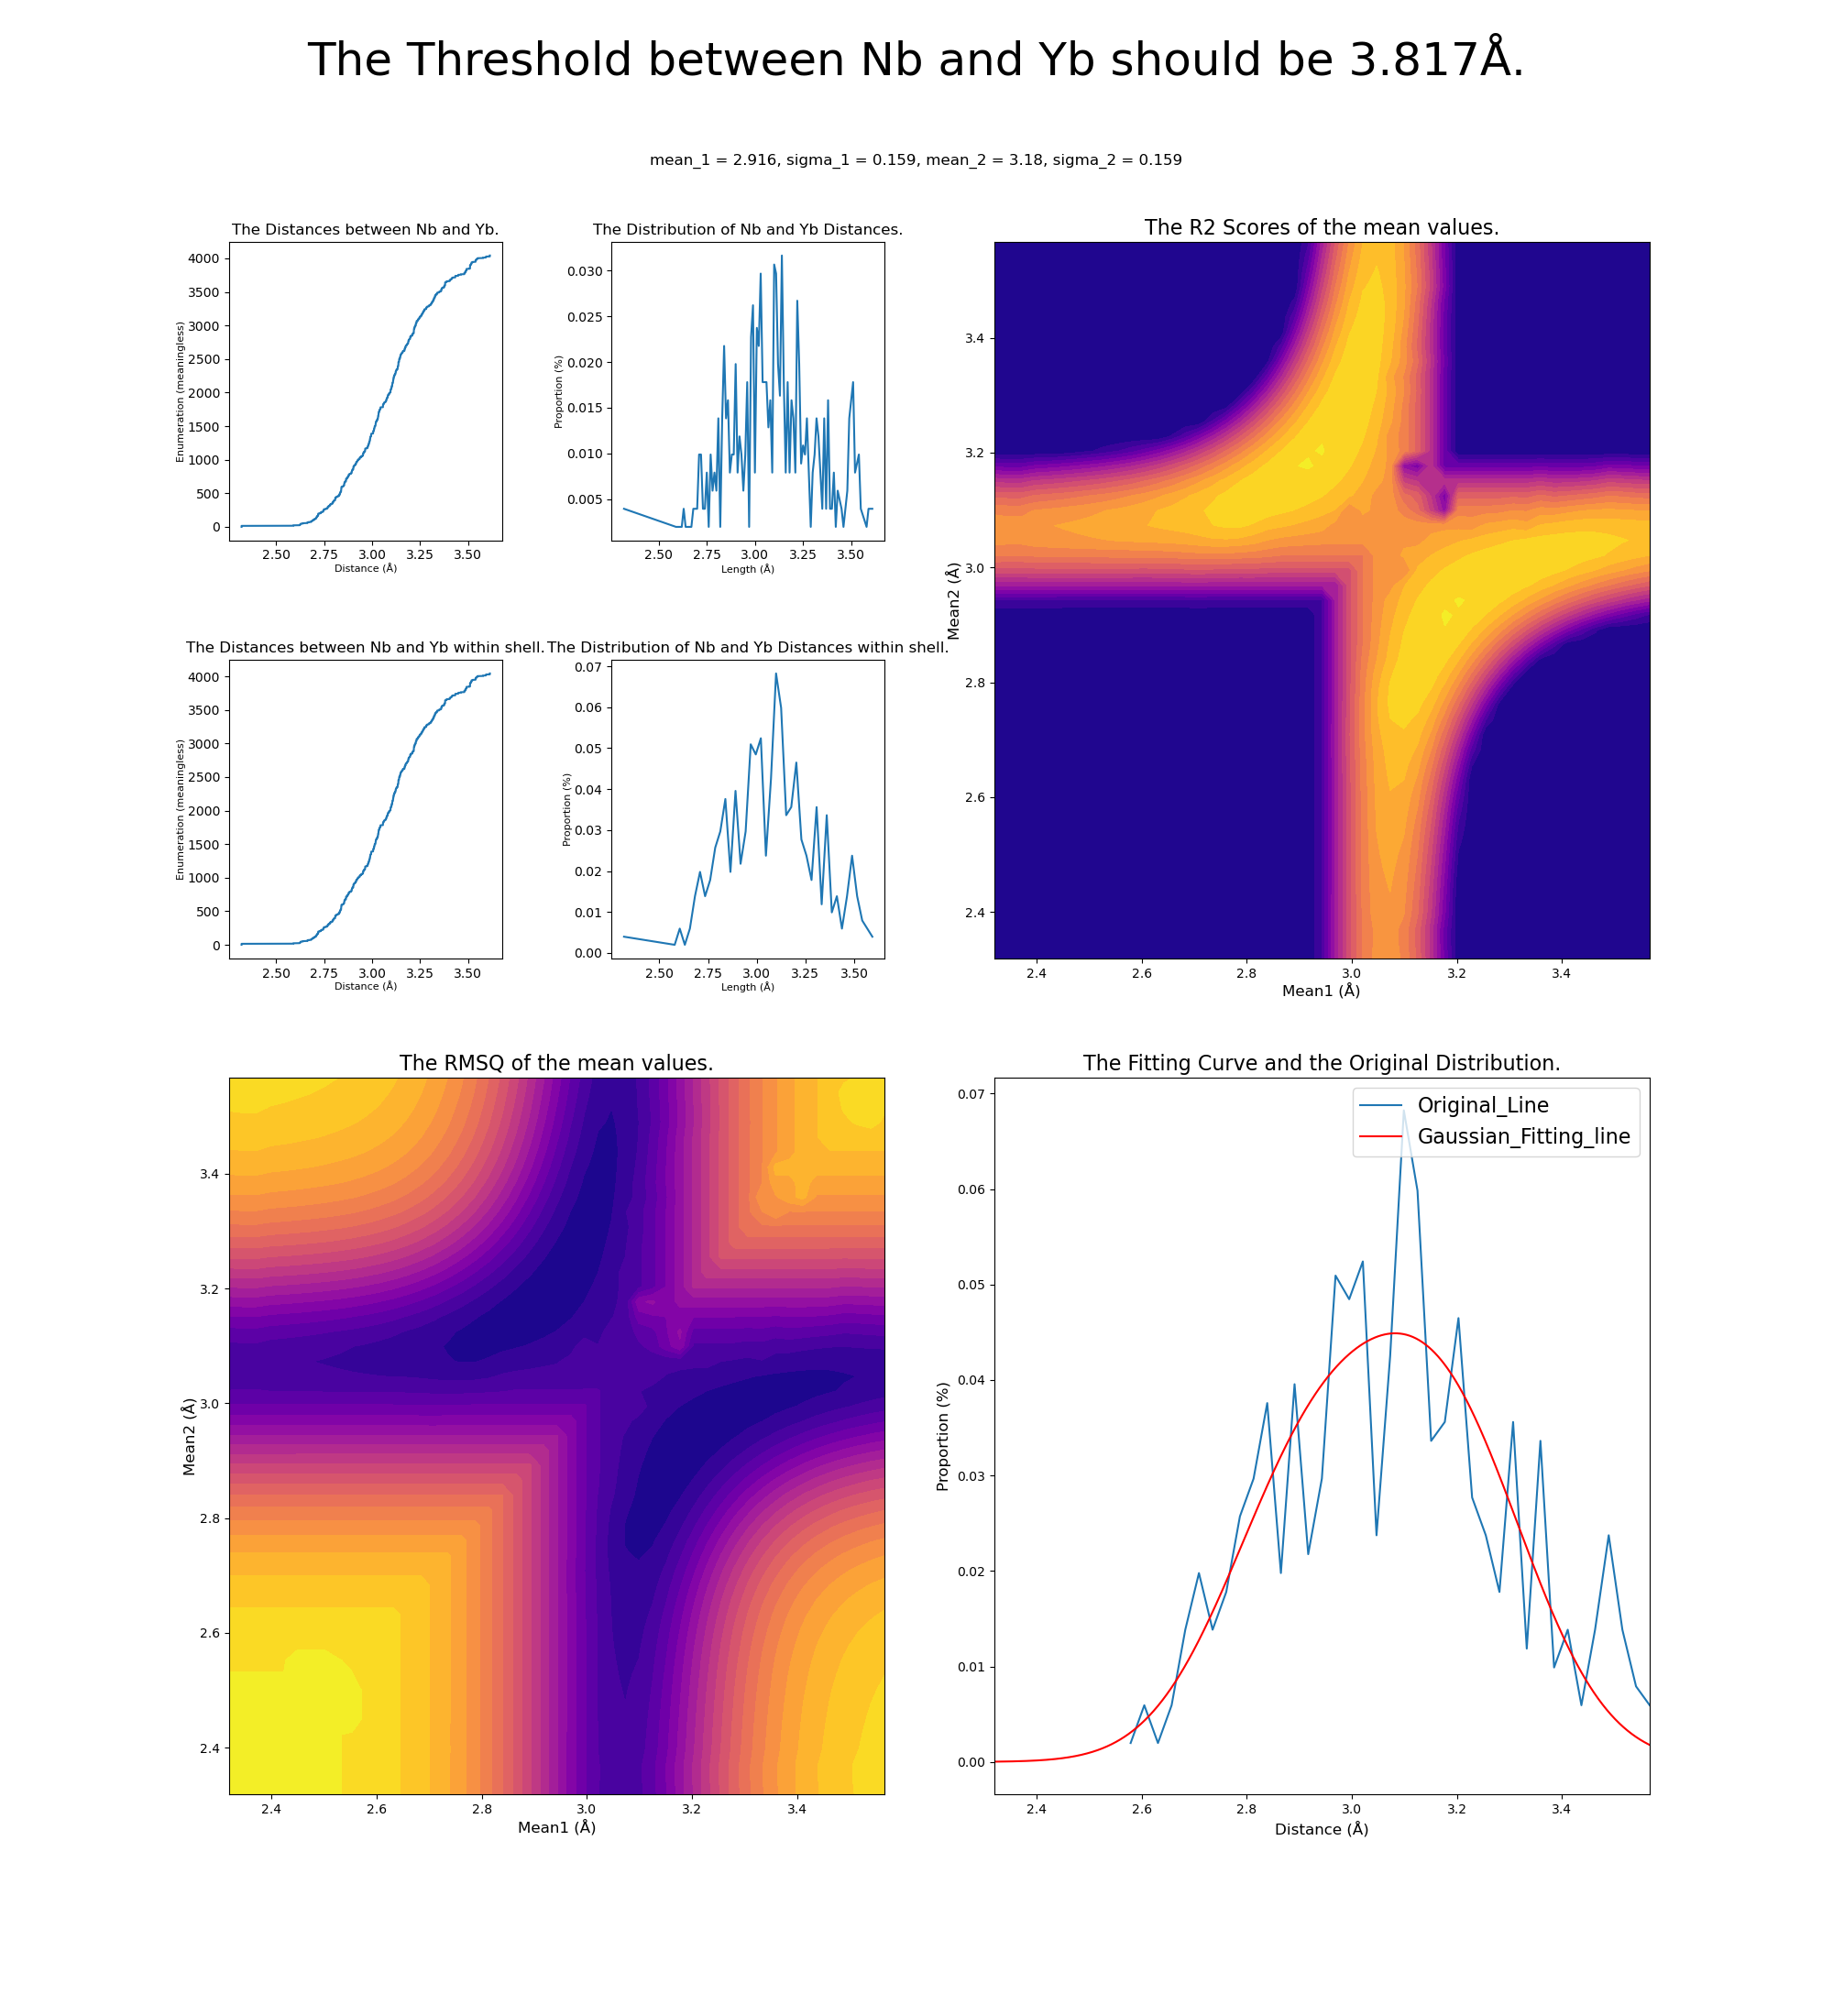 The Threshold between Nb and Yb should be 3.817Å.
mean_1 = 2.916, sigma_1 = 0.159, mean_2 = 3.18, sigma_2 = 0.159
The Distances between Nb and Yb.
Enumeration (meaningless)
4000
3500
3000
2500
2000
1500
1000
500
0
2.50 2.75 3.00 3.25 3.50
Distance (Å)
The Distribution of Nb and Yb Distances.
Proportion (%)
0.030
0.025
0.020
0.015
0.010
0.005
2.50 2.75 3.00 3.25 3.50
Length (Å)
The R2 Scores of the mean values.
Mean2 (Å)
3.4
3.2
3.0
2.8
2.6
2.4
2.4 2.6 2.8 3.0 3.2 3.4
Mean1 (Å)
The Distances between Nb and Yb within shell.
Enumeration (meaningless)
4000
3500
3000
2500
2000
1500
1000
500
0
2.50 2.75 3.00 3.25 3.50
Distance (Å)
The Distribution of Nb and Yb Distances within shell.
Proportion (%)
0.07
0.06
0.05
0.04
0.03
0.02
0.01
0.00
2.50 2.75 3.00 3.25 3.50
Length (Å)
The RMSQ of the mean values.
Mean2 (Å)
3.4
3.2
3.0
2.8
2.6
2.4
2.4 2.6 2.8 3.0 3.2 3.4
Mean1 (Å)
The Fitting Curve and the Original Distribution.
Original_Line
Gaussian_Fitting_line
Proportion (%)
0.07
0.06
0.05
0.04
0.03
0.02
0.01
0.00
2.4 2.6 2.8 3.0 3.2 3.4
Distance (Å)